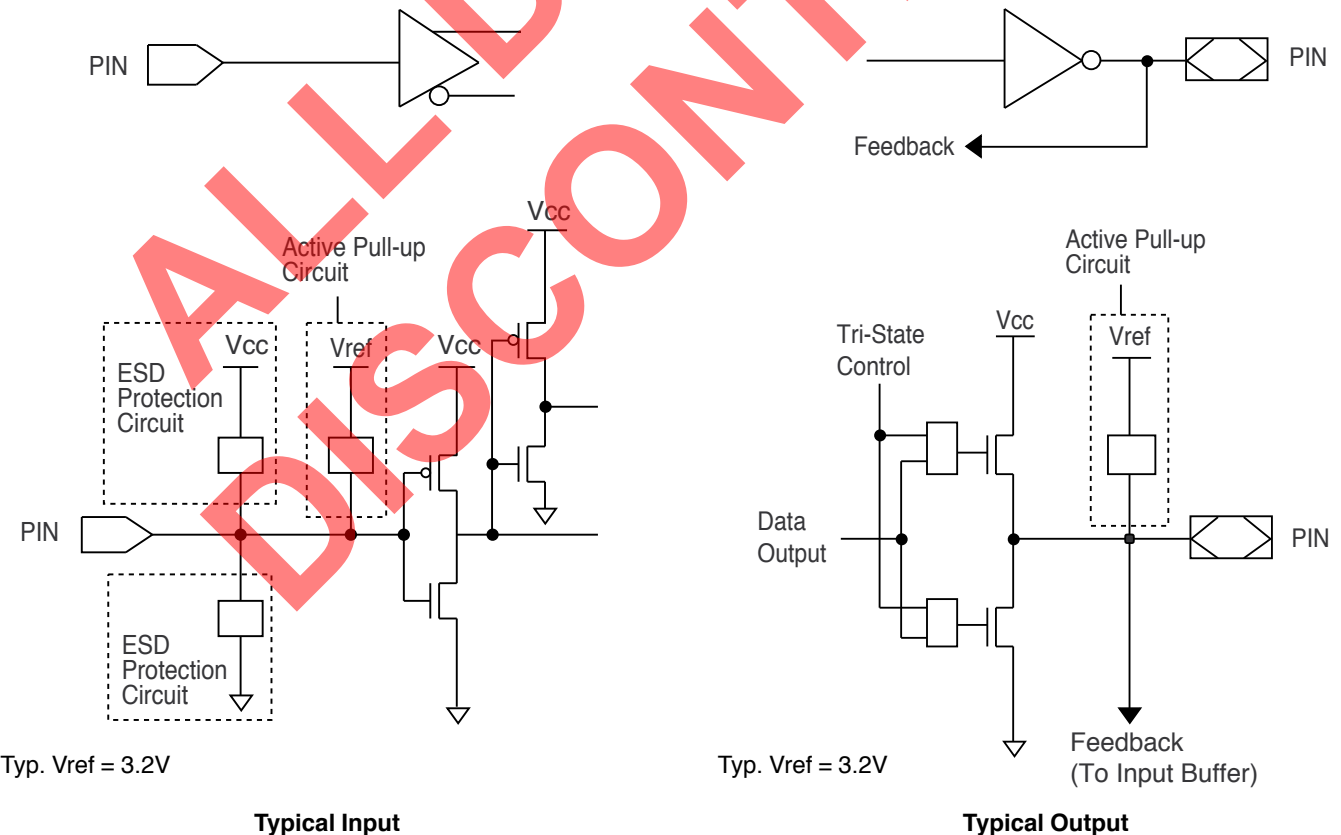 PIN
PIN
Feedback
Vcc
Active Pull-up
Circuit
Active Pull-up
Circuit
Vcc
Vref
Vcc
ESD
Protection
Circuit
Tri-State
Control
Vcc
Vref
PIN
Data
Output
PIN
ESD
Protection
Circuit
Feedback
(To Input Buffer)
Typ. Vref = 3.2V
Typ. Vref = 3.2V
Typical Input
Typical Output
ALL D
DISCONT